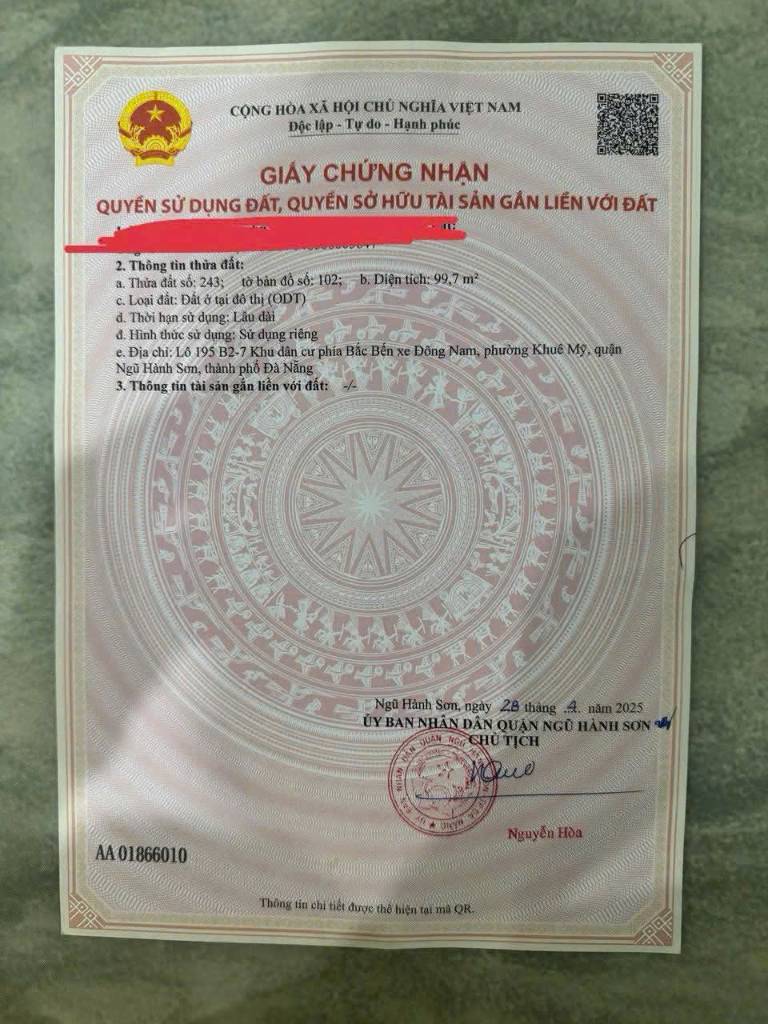 CỘNG HÒA XÃ HỘI CHỦ NGHĨA VIỆT NAM
Độc lập - Tự do - Hạnh phúc
GIẤY CHỨNG NHẬN
QUYỀN SỬ DỤNG ĐẤT, QUYỀN SỞ HỮU TÀI SẢN GẮN LIỀN VỚI ĐẤT
2. Thông tin thửa đất:
a. Thửa đất số: 243; tờ bản đồ số: 102; b. Diện tích: 99,7 m²
c. Loại đất: Đất ở tại đô thị (ODT)
d. Thời hạn sử dụng: Lâu dài
đ. Hình thức sử dụng: Sử dụng riêng
e. Địa chỉ: Lô 195 B2-7 Khu dân cư phía Bắc Bến xe Đông Nam, phường Khuê Mỹ, quận
Ngũ Hành Sơn, thành phố Đà Nẵng
3. Thông tin tài sản gắn liền với đất: -/-
Ngũ Hành Sơn, ngày 28 tháng 4 năm 2025
ỦY BAN NHÂN DÂN QUẬN NGŨ HÀNH SƠN
CHỦ TỊCH
Nguyễn Hòa
AA 01866010
Thông tin chi tiết được thể hiện tại mã QR.